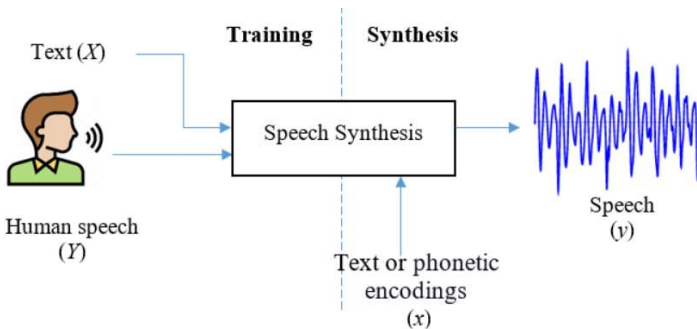 Training
Synthesis
Text (X)
Speech Synthesis
Human speech
(Y)
Speech
(y)
Text or phonetic
encodings
(x)